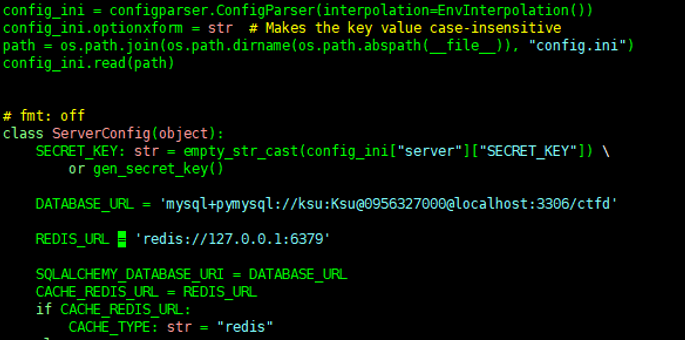 config_ini = configparser.ConfigParser(interpolation=EnvInterpolation())
config_ini.optionxform = str  # Makes the key value case-insensitive
path = os.path.join(os.path.dirname(os.path.abspath(__file__)), "config.ini")
config_ini.read(path)
# fmt: off
class ServerConfig(object):
    SECRET_KEY: str = empty_str_cast(config_ini["server"]["SECRET_KEY"]) \
        or gen_secret_key()
    DATABASE_URL = 'mysql+pymysql://ksu:Ksu@0956327000@localhost:3306/ctfd'
    REDIS_URL = 'redis://127.0.0.1:6379'
    SQLALCHEMY_DATABASE_URI = DATABASE_URL
    CACHE_REDIS_URL = REDIS_URL
    if CACHE_REDIS_URL:
        CACHE_TYPE: str = "redis"